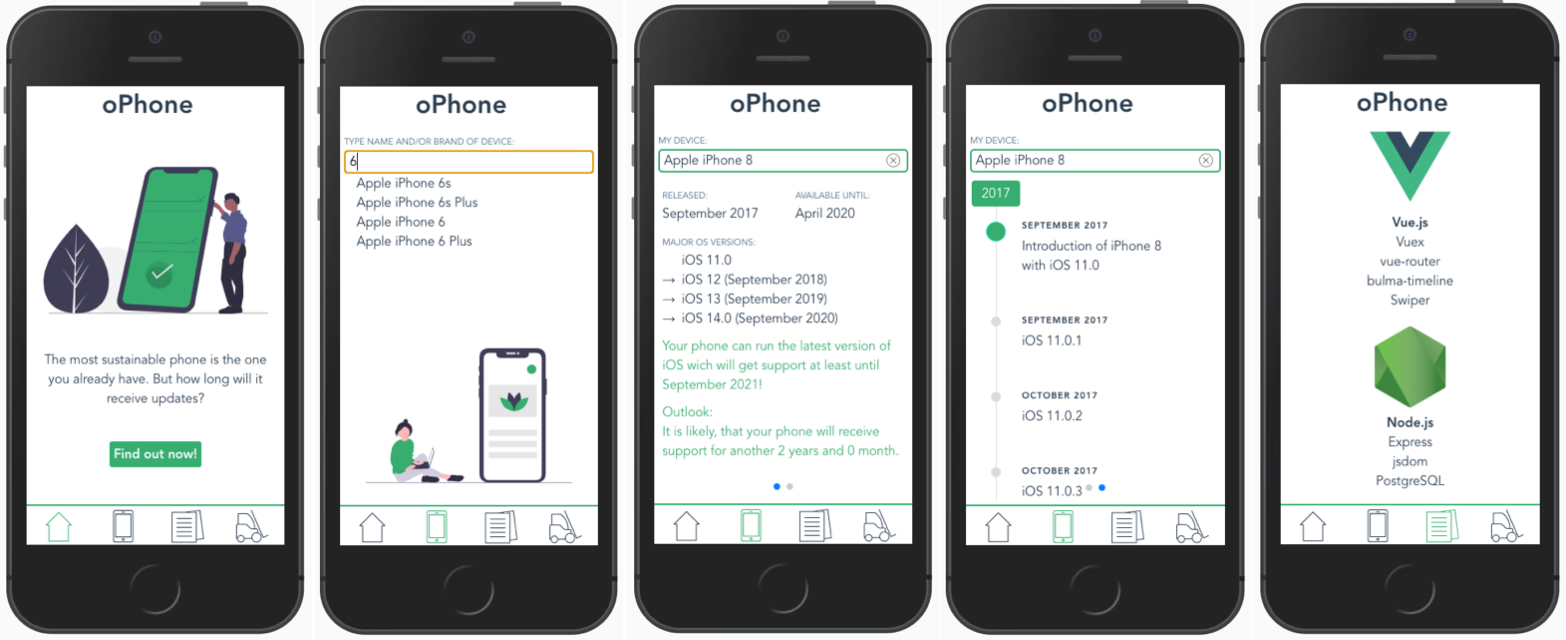 oPhone
The most sustainable phone is the one
you already have. But how long will it
receive updates?
Find out now!
oPhone
TYPE NAME AND/OR BRAND OF DEVICE:
6
Apple iPhone 6s
Apple iPhone 6s Plus
Apple iPhone 6
Apple iPhone 6 Plus
oPhone
MY DEVICE:
Apple iPhone 8
RELEASED:
September 2017
AVAILABLE UNTIL:
April 2020
MAJOR OS VERSIONS:
iOS 11.0
→ iOS 12 (September 2018)
→ iOS 13 (September 2019)
→ iOS 14.0 (September 2020)
Your phone can run the latest version of
iOS wich will get support at least until
September 2021!
Outlook:
It is likely, that your phone will receive
support for another 2 years and 0 month.
oPhone
MY DEVICE:
Apple iPhone 8
2017
SEPTEMBER 2017
Introduction of iPhone 8
with iOS 11.0
SEPTEMBER 2017
iOS 11.0.1
OCTOBER 2017
iOS 11.0.2
OCTOBER 2017
iOS 11.0.3
oPhone
Vue.js
Vuex
vue-router
bulma-timeline
Swiper
Node.js
Express
jsdom
PostgreSQL